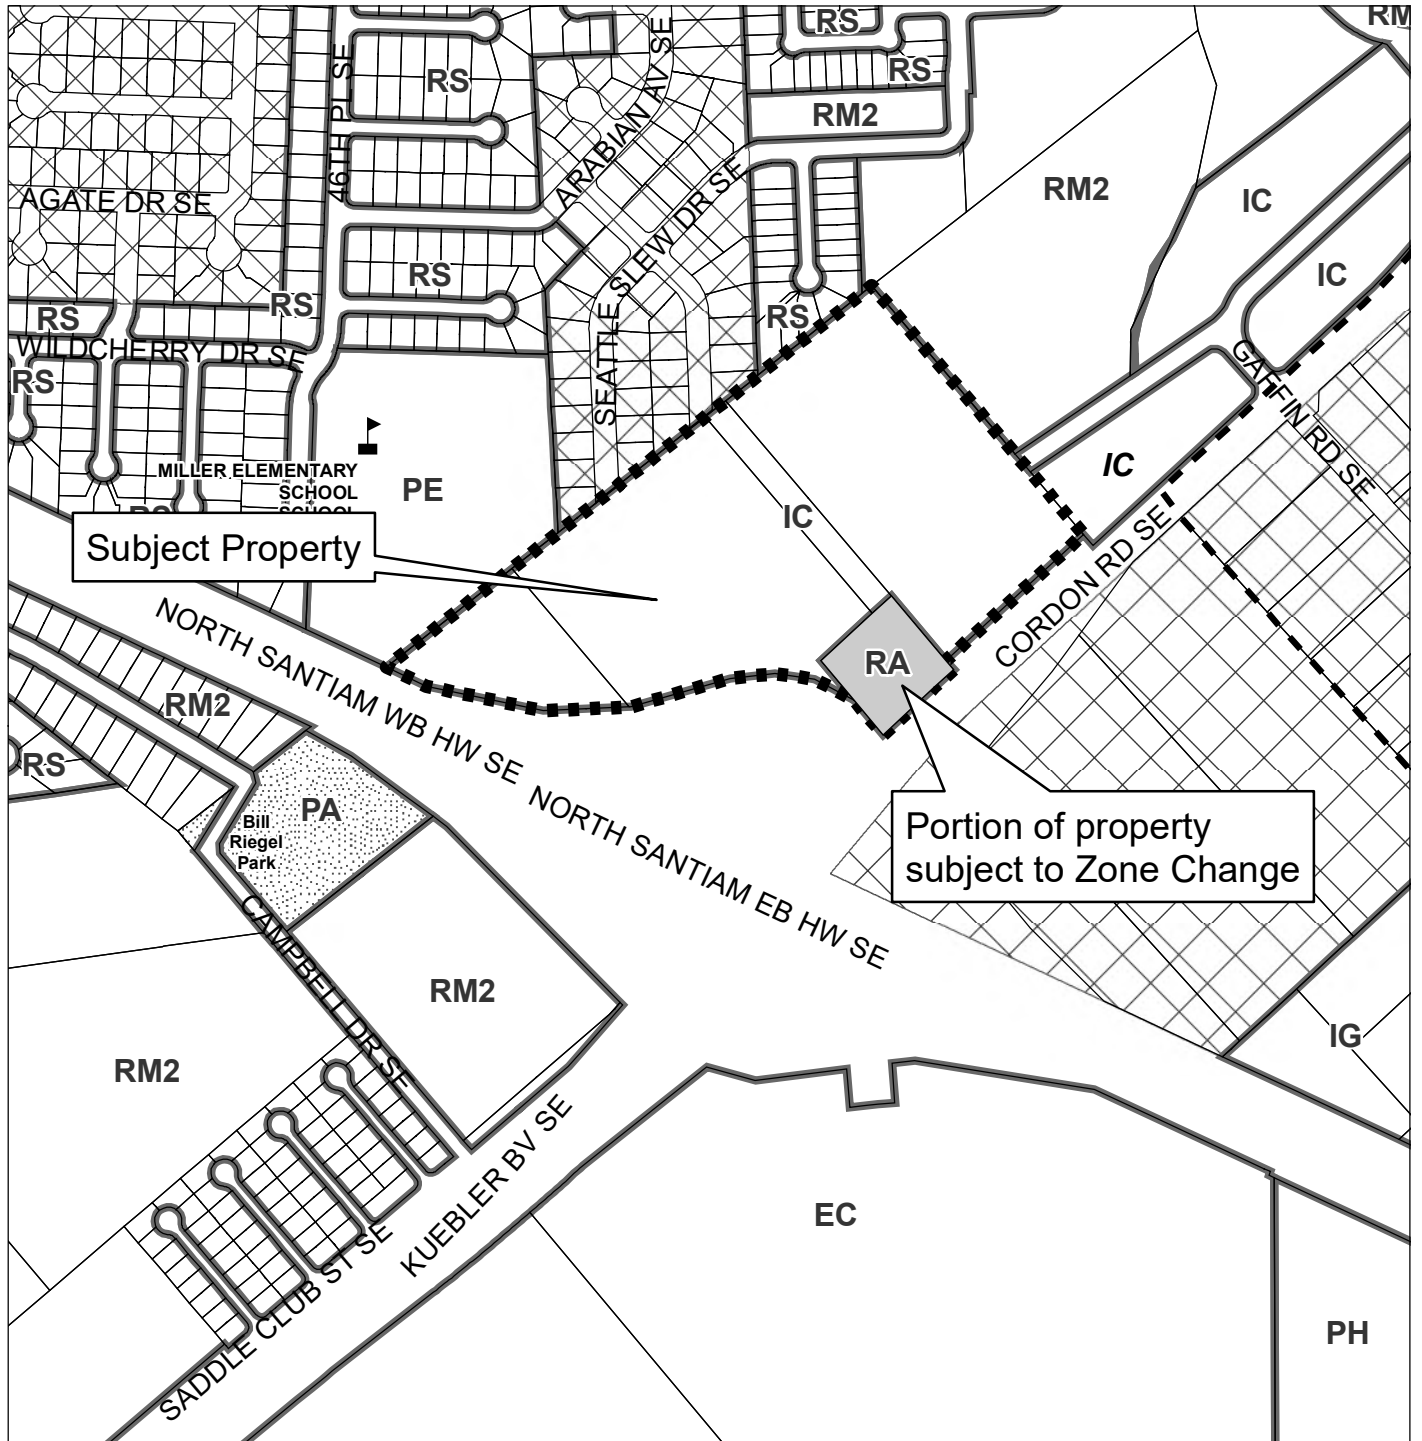 RM
RS
RS
RS
RM2
46TH PL SE
ARABIAN AV SE
AGATE DR SE
RM2
IC
SEATTLE SLEW DR SE
RS
IC
RS
RS
RS
WILDCHERRY DR SE
RS
GAFFIN RD SE
MILLER ELEMENTARY
SCHOOL
SCHOOL
PE
IC
IC
RS
Subject Property
CORDON RD SE
NORTH SANTIAM WB HW SE
RA
RM2
RS
PA
Bill
Riegel
Park
NORTH SANTIAM EB HW SE
Portion of property
subject to Zone Change
CAMPBELL DR SE
RM2
RM2
IG
KUEBLER BV SE
SADDLE CLUB ST SE
EC
PH